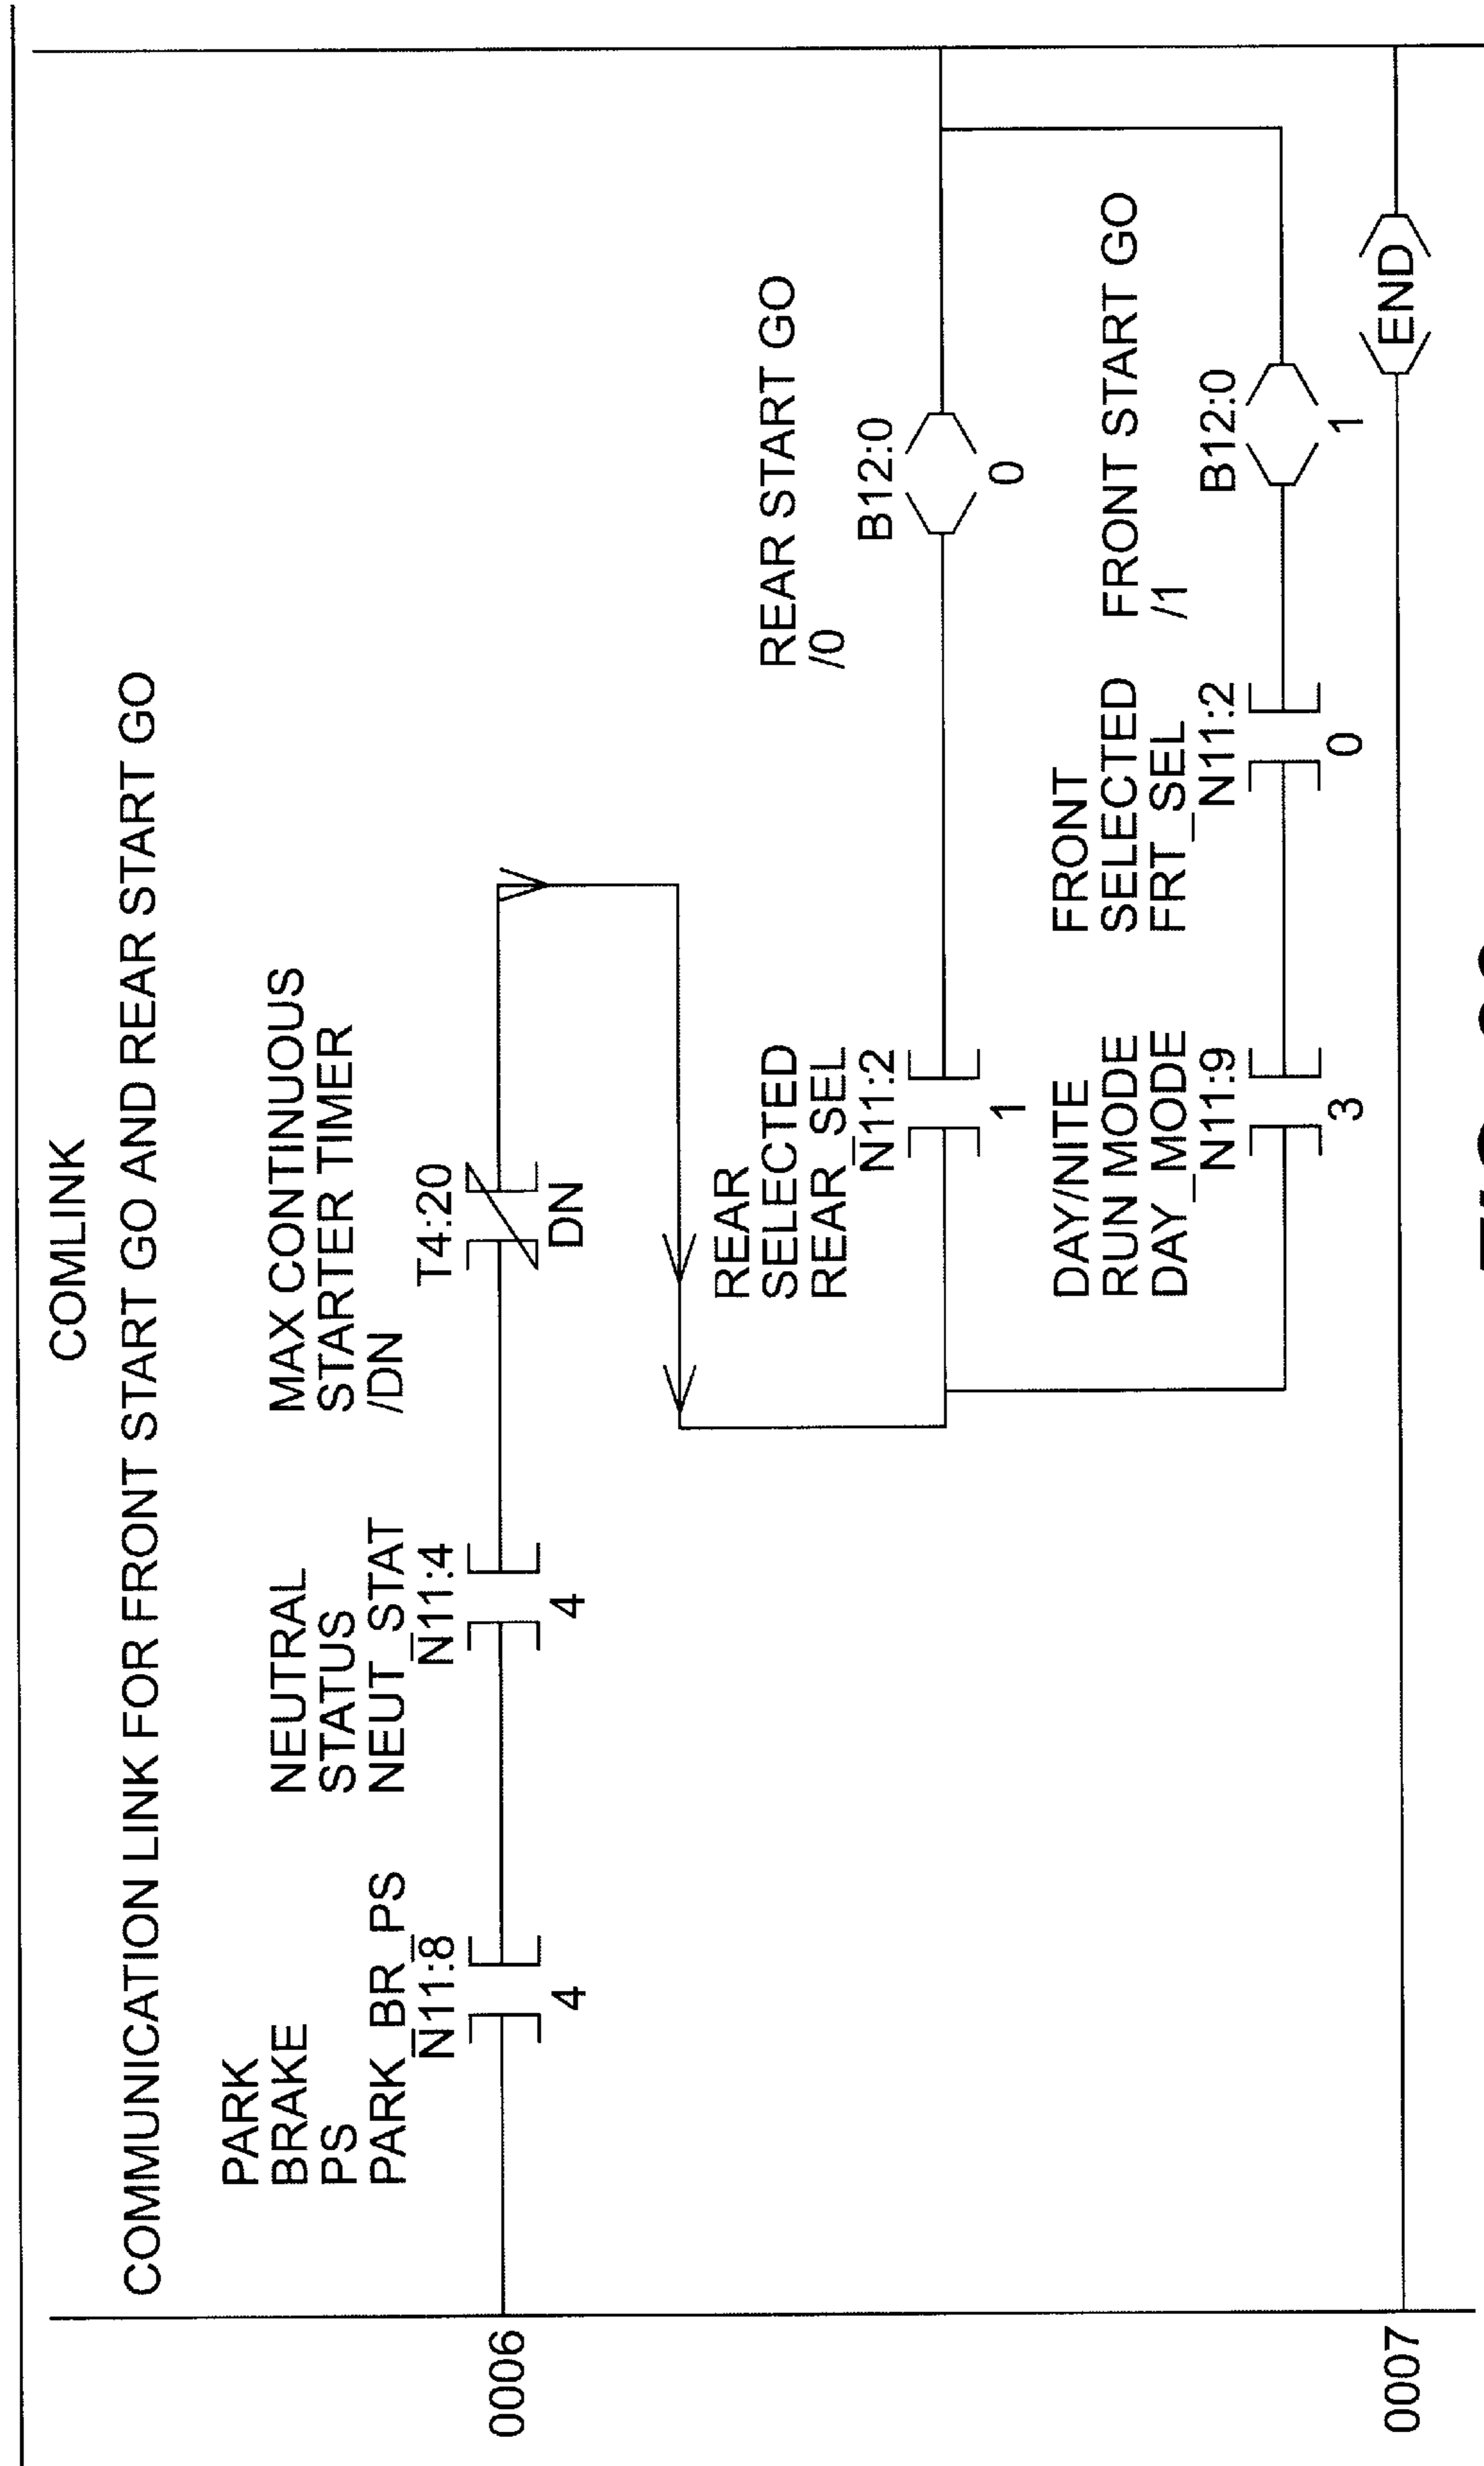 COMLINK
COMMUNICATION LINK FOR FRONT START GO AND REAR START GO
PARK
BRAKE
PS
PARK_BR_PS
N11:8
4
NEUTRAL
STATUS
NEUT_STAT
N11:4
4
MAX CONTINUOUS
STARTER TIMER
/DN
T4:20
DN
0006
REAR
SELECTED
REAR_SEL
N11:2
1
REAR START GO
/0
B12:0
0
DAY/NITE
RUN MODE
DAY_MODE
N11:9
3
FRONT
SELECTED
FRT_SEL
N11:2
0
FRONT START GO
/1
B12:0
1
0007
END